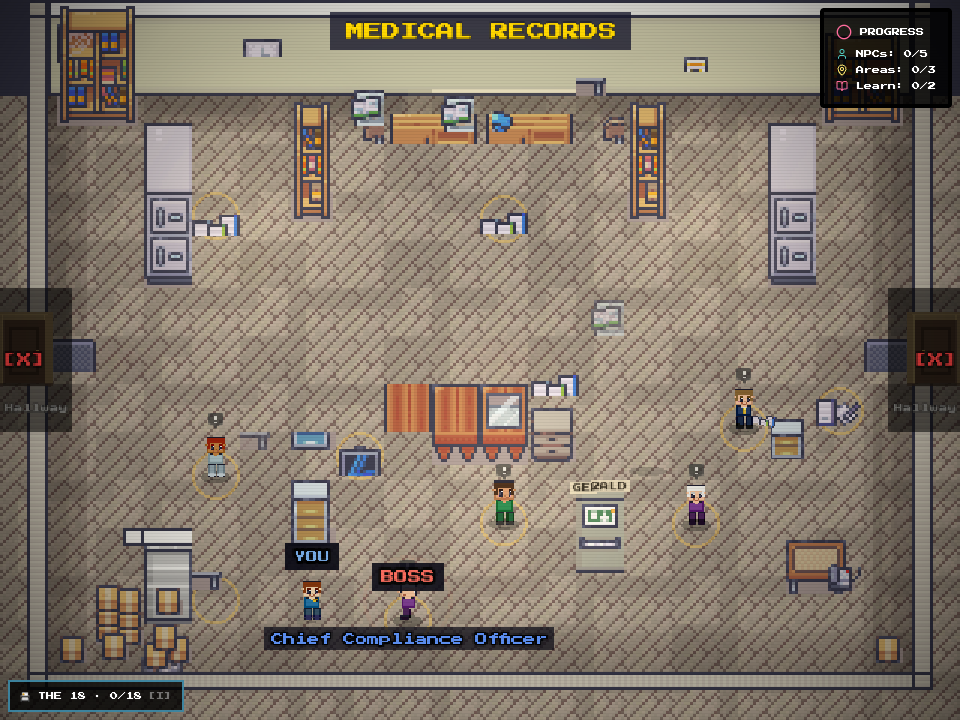 MEDICAL RECORDS
PROGRESS
NPCs: 0/5
Areas: 0/3
Learn: 0/2
[X]
Hallway
[X]
Hallway
!
!
!
!
GERALD
YOU
BOSS
Chief Compliance Officer
THE 18 · 0/18 [I]